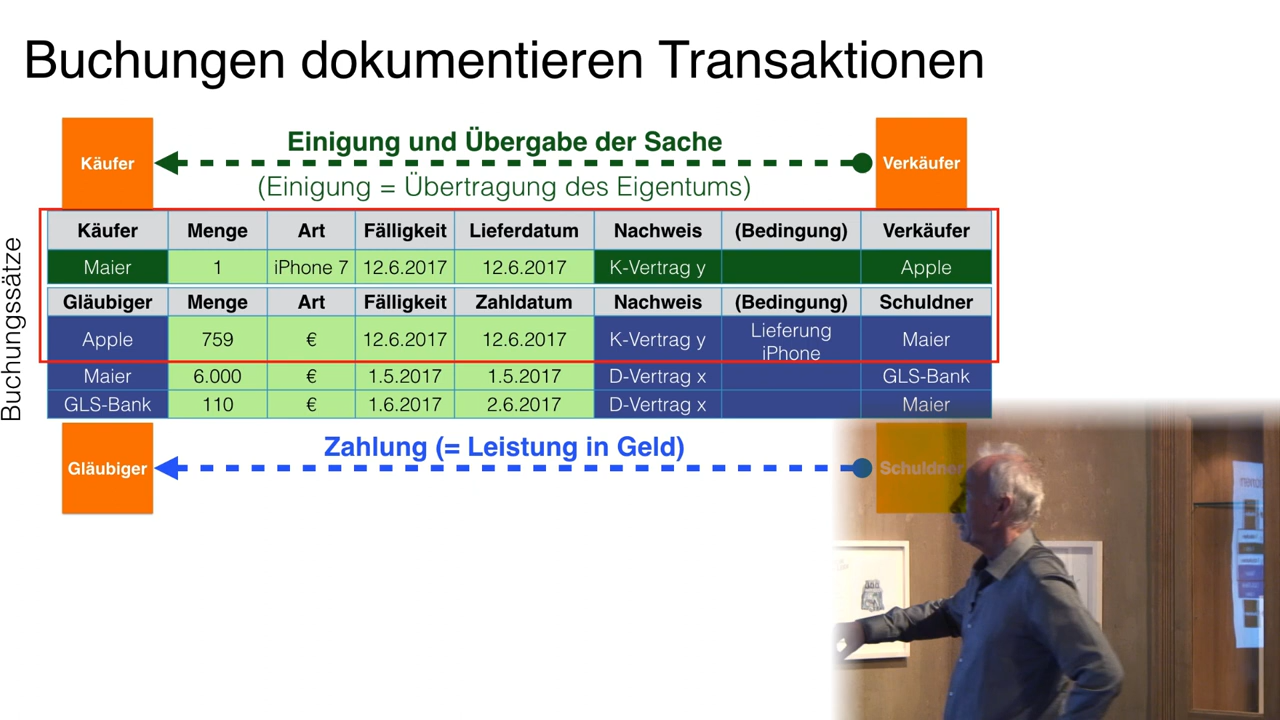 Buchungen dokumentieren Transaktionen
Käufer
Einigung und Übergabe der Sache
(Einigung = Übertragung des Eigentums)
Verkäufer
Buchungssätze
Käufer Menge Art Fälligkeit Lieferdatum Nachweis (Bedingung) Verkäufer
Maier 1 iPhone 7 12.6.2017 12.6.2017 K-Vertrag y Apple
Gläubiger Menge Art Fälligkeit Zahldatum Nachweis (Bedingung) Schuldner
Apple 759 € 12.6.2017 12.6.2017 K-Vertrag y Lieferung iPhone Maier
Maier 6.000 € 1.5.2017 1.5.2017 D-Vertrag x GLS-Bank
GLS-Bank 110 € 1.6.2017 2.6.2017 D-Vertrag x Maier
Gläubiger
Zahlung (= Leistung in Geld)
Schuldner